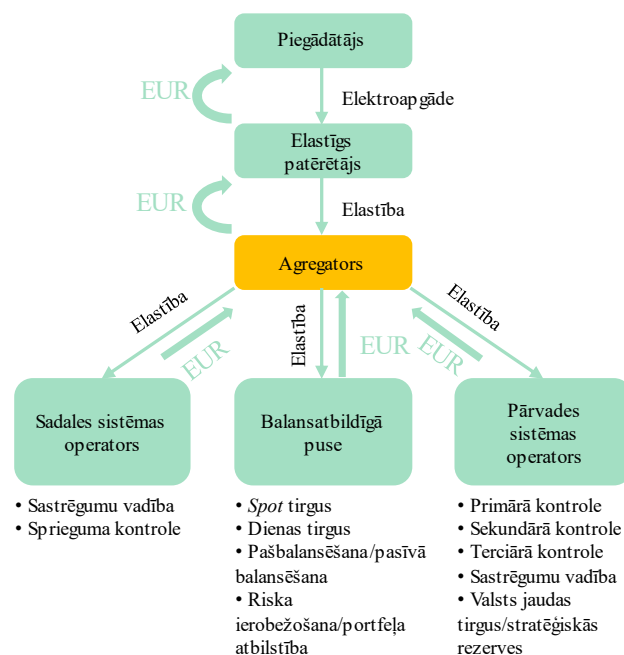 Piegādātājs
EUR
Elektroapgāde
Elastīgs
patērētājs
EUR
Elastība
Agregators
Elastība
EUR
Elastība
EUR
EUR
Elastība
Sadales sistēmas
operators
Balansatbildīgā
puse
Pārvades
sistēmas
operators
• Sastrēgumu vadība
• Sprieguma kontrole
• Spot tirgus
• Dienas tirgus
• Pašbalansēšana/pasīvā
balansēšana
• Riska
ierobežošana/portfeļa
atbilstība
• Primārā kontrole
• Sekundārā kontrole
• Terciārā kontrole
• Sastrēgumu vadība
• Valsts jaudas
tirgus/stratēģiskās
rezerves